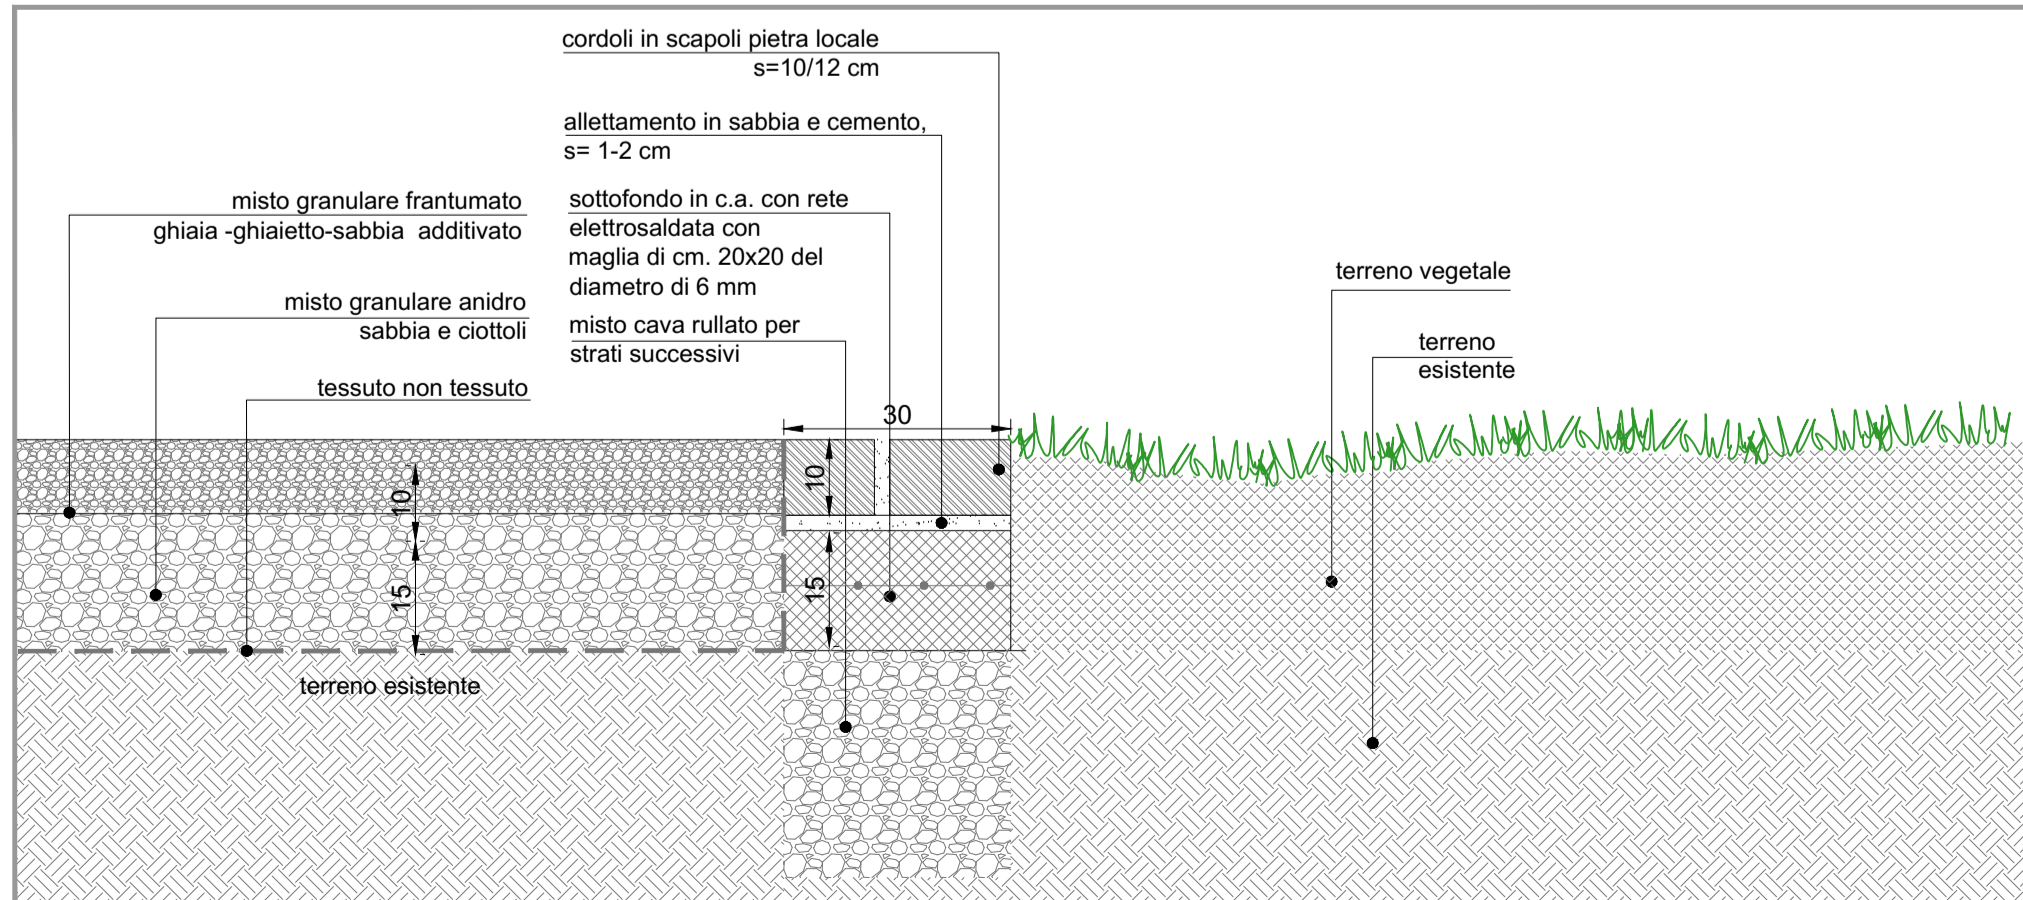 cordoli in scapoli pietra locale
s=10/12 cm
allettamento in sabbia e cemento,
s= 1-2 cm
misto granulare frantumato
ghiaia -ghiaietto-sabbia  additivato
sottofondo in c.a. con rete
elettrosaldata con
maglia di cm. 20x20 del
diametro di 6 mm
misto granulare anidro
sabbia e ciottoli
misto cava rullato per
strati successivi
tessuto non tessuto
terreno vegetale
terreno
esistente
30
10
10
15
15
terreno esistente